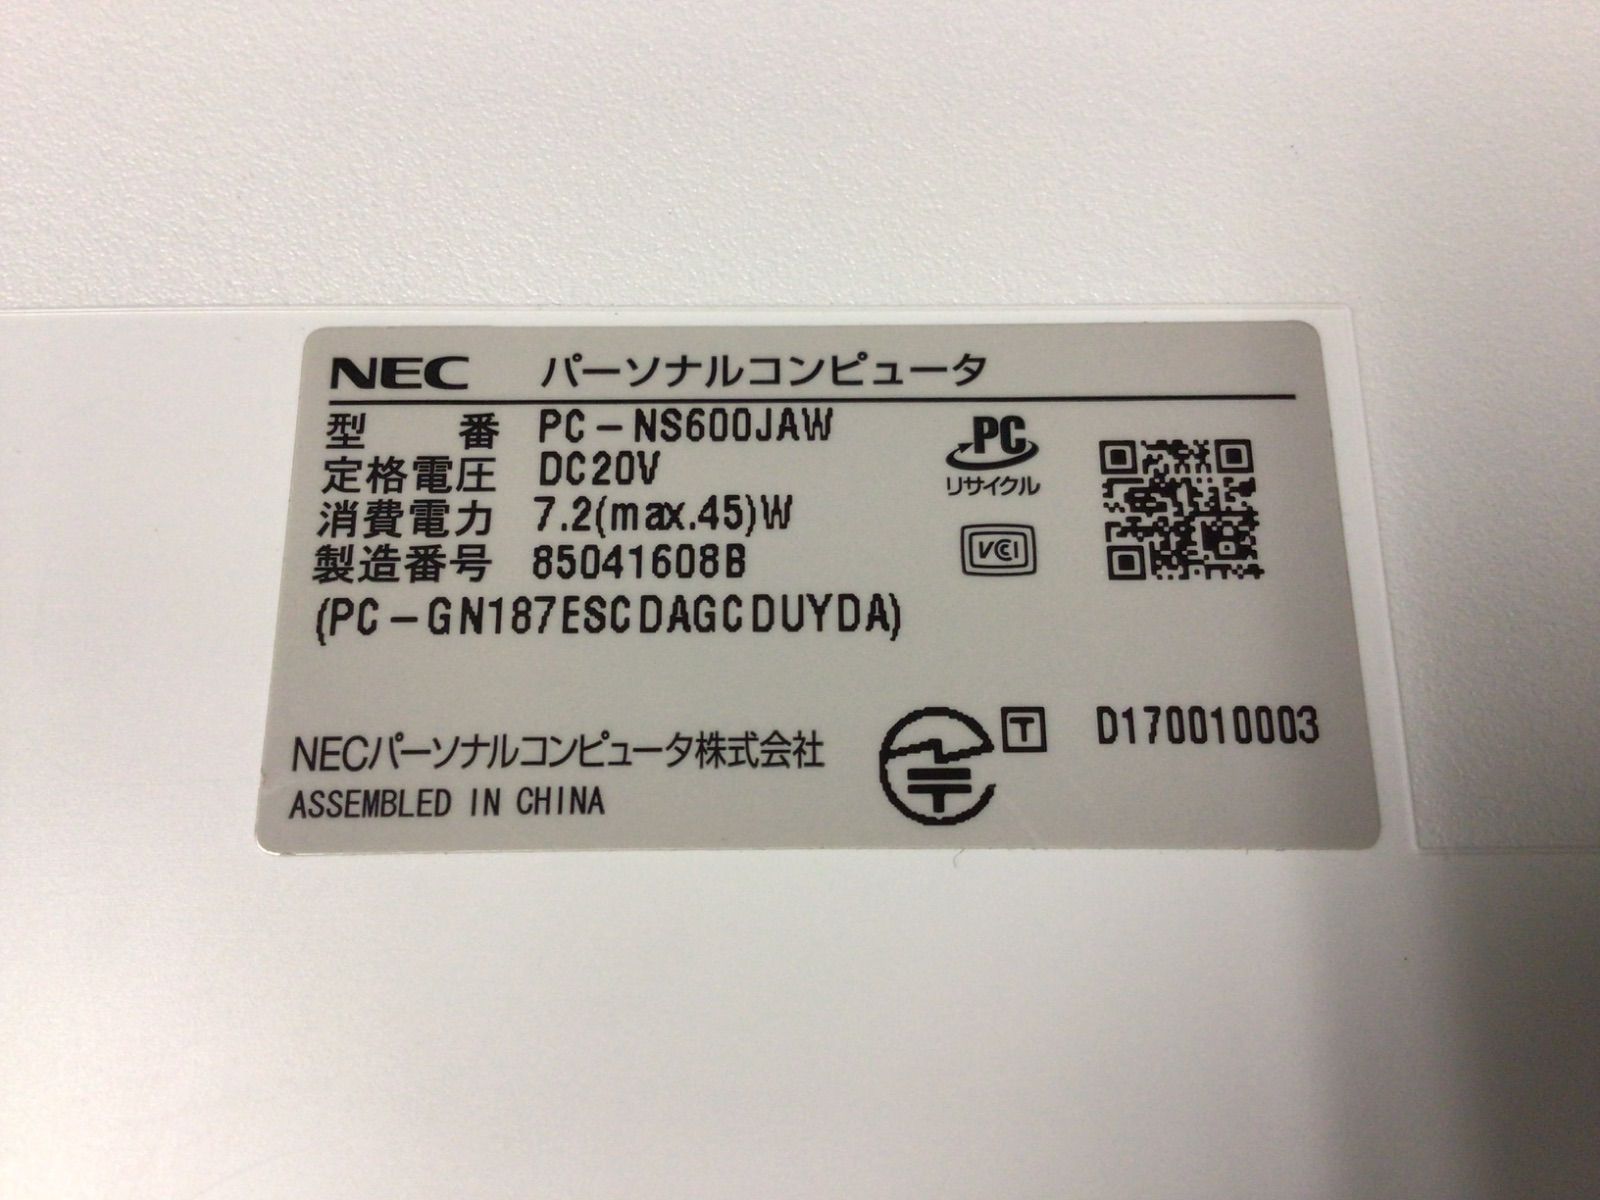 NEC パーソナルコンピュータ
型 番 PC-NS600JAW
定格電圧 DC20V
消費電力 7.2(max.45)W
製造番号 85041608B
(PC-GN187ESCDAGCDUYDA)
PC
リサイクル
VCCI
NECパーソナルコンピュータ株式会社
ASSEMBLED IN CHINA
T D170010003